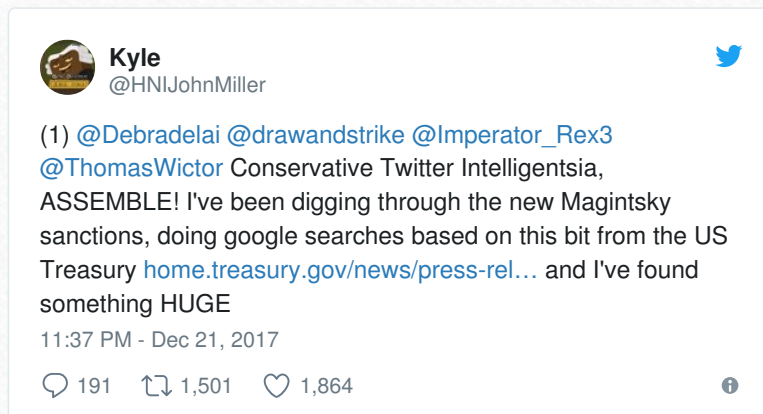 Kyle
@HNIJohnMiller
(1) @Debradelai @drawandstrike @Imperator_Rex3
@ThomasWictor Conservative Twitter Intelligentsia,
ASSEMBLE! I've been digging through the new Magintsky
sanctions, doing google searches based on this bit from the US
Treasury home.treasury.gov/news/press-rel… and I've found
something HUGE
11:37 PM - Dec 21, 2017
191 1,501 1,864